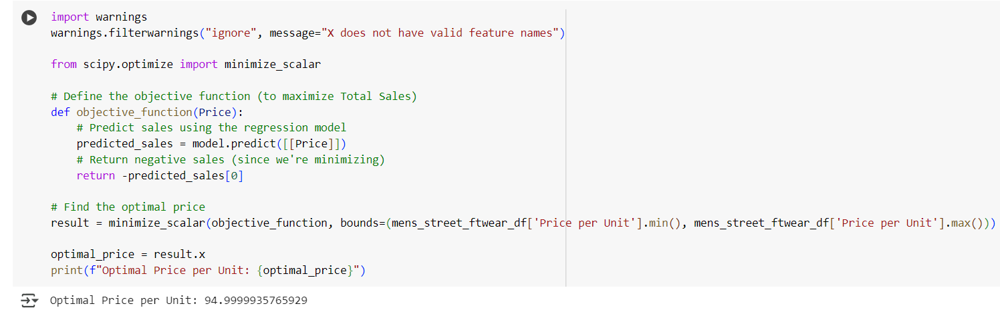 import warnings
warnings.filterwarnings("ignore", message="X does not have valid feature names")
from scipy.optimize import minimize_scalar
# Define the objective function (to maximize Total Sales)
def objective_function(Price):
    # Predict sales using the regression model
    predicted_sales = model.predict([[Price]])
    # Return negative sales (since we're minimizing)
    return -predicted_sales[0]
# Find the optimal price
result = minimize_scalar(objective_function, bounds=(mens_street_ftwear_df['Price per Unit'].min(), mens_street_ftwear_df['Price per Unit'].max()))
optimal_price = result.x
print(f"Optimal Price per Unit: {optimal_price}")
Optimal Price per Unit: 94.9999935765929